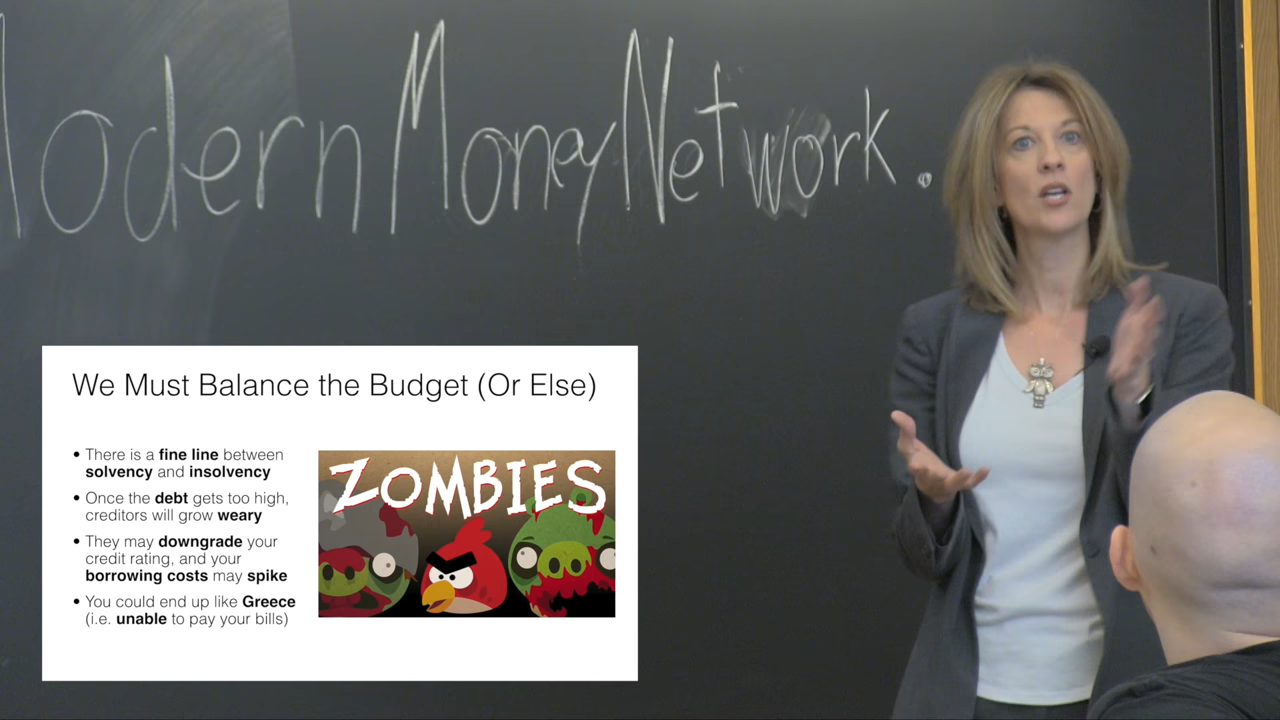 Modern Money Network.
We Must Balance the Budget (Or Else)
• There is a fine line between
solvency and insolvency
• Once the debt gets too high,
creditors will grow weary
• They may downgrade your
credit rating, and your
borrowing costs may spike
• You could end up like Greece
(i.e. unable to pay your bills)
ZOMBIES